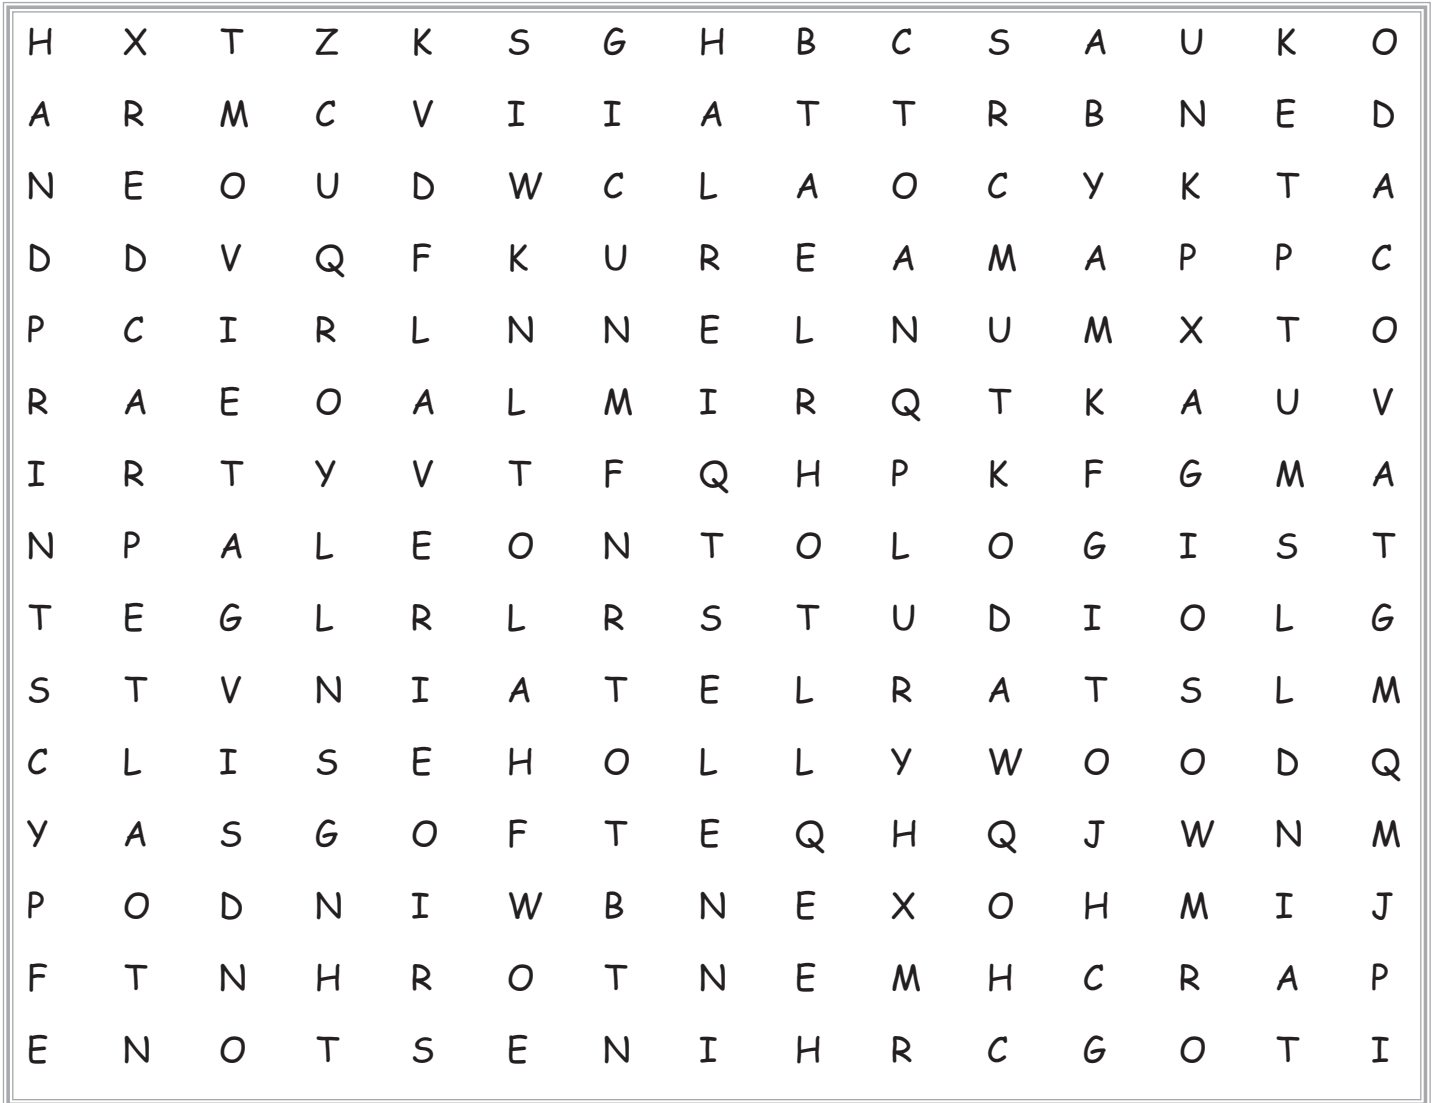 H X T Z K S G H B C S A U K O
A R M C V I I A T T R B N E D
N E O U D W C L A O C Y K T A
D D V Q F K U R E A M A P P C
P C I R L N N E L N U M X T O
R A E O A L M I R Q T K A U V
I R T Y V T F Q H P K F G M A
N P A L E O N T O L O G I S T
T E G L R L R S T U D I O L G
S T V N I A T E L R A T S L M
C L I S E H O L L Y W O O D Q
Y A S G O F T E Q H Q J W N M
P O D N I W B N E X O H M I J
F T N H R O T N E M H C R A P
E N O T S E N I H R C G O T I